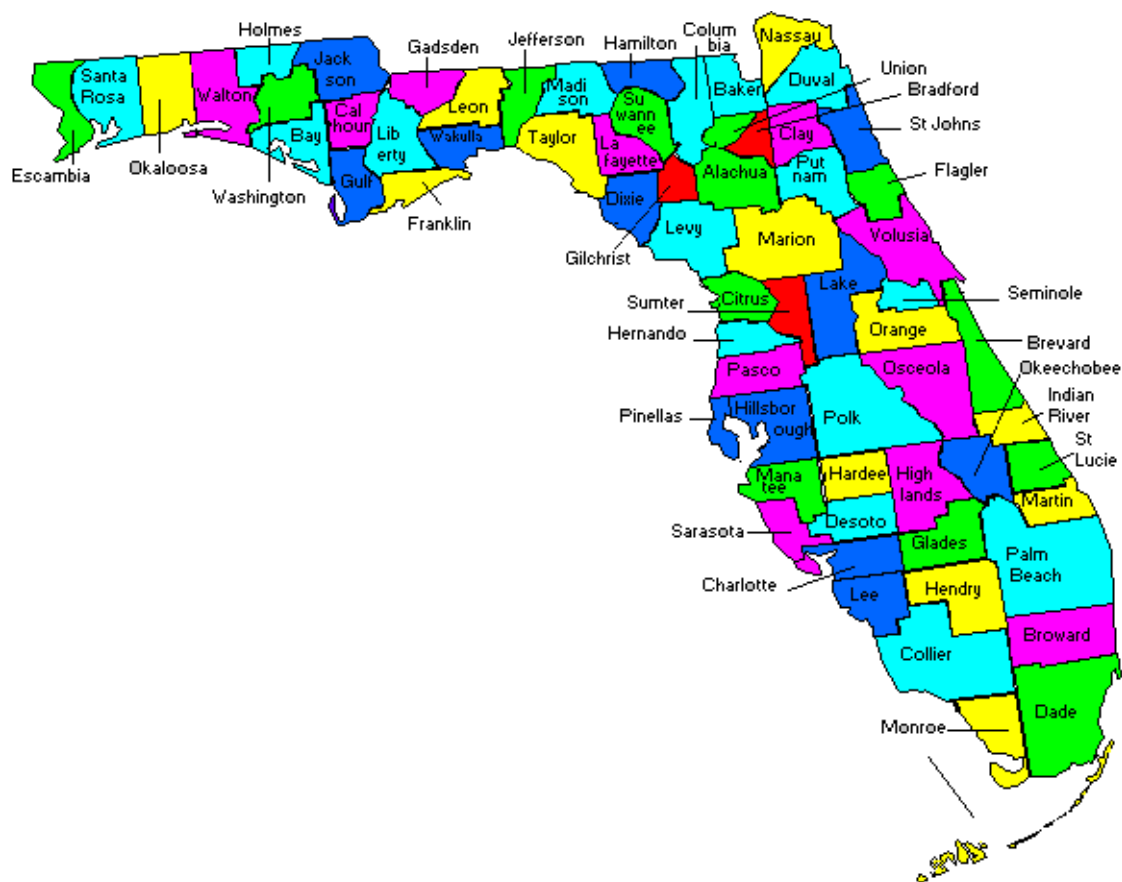 Holmes
Gadsden
Jefferson
Hamilton
Colum
bia
Nassau
Union
Bradford
St Johns
Flagler
Santa
Rosa
Walton
Jack
son
Leon
Madi
son
Su
wann
ee
Baker
Duval
Clay
Bay
Cal
houn
Lib
erty
Wakulla
Taylor
La
fayette
Alachua
Put
nam
Escambia
Okaloosa
Washington
Gulf
Franklin
Dixie
Gilchrist
Levy
Marion
Volusia
Sumter
Citrus
Lake
Seminole
Hernando
Orange
Brevard
Pasco
Osceola
Okeechobee
Pinellas
Hillsbor
ough
Polk
Indian
River
St
Lucie
Mana
tee
Hardee
High
lands
Martin
Sarasota
Desoto
Glades
Palm
Beach
Charlotte
Lee
Hendry
Collier
Broward
Monroe
Dade